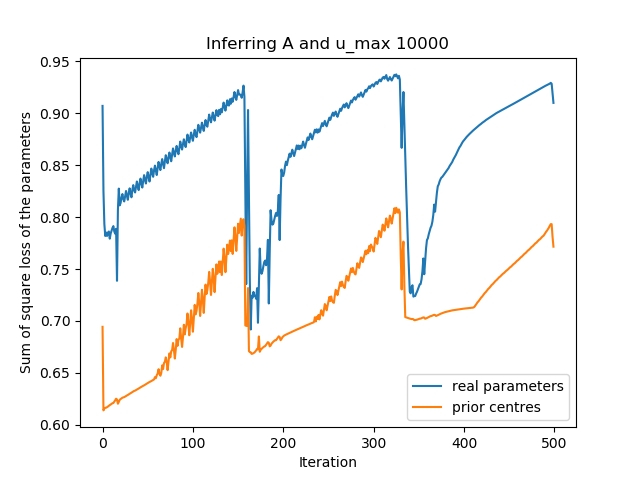 Inferring A and u_max 10000
Sum of square loss of the parameters
0.95
0.90
0.85
0.80
0.75
0.70
0.65
0.60
real parameters
prior centres
0 100 200 300 400 500
Iteration